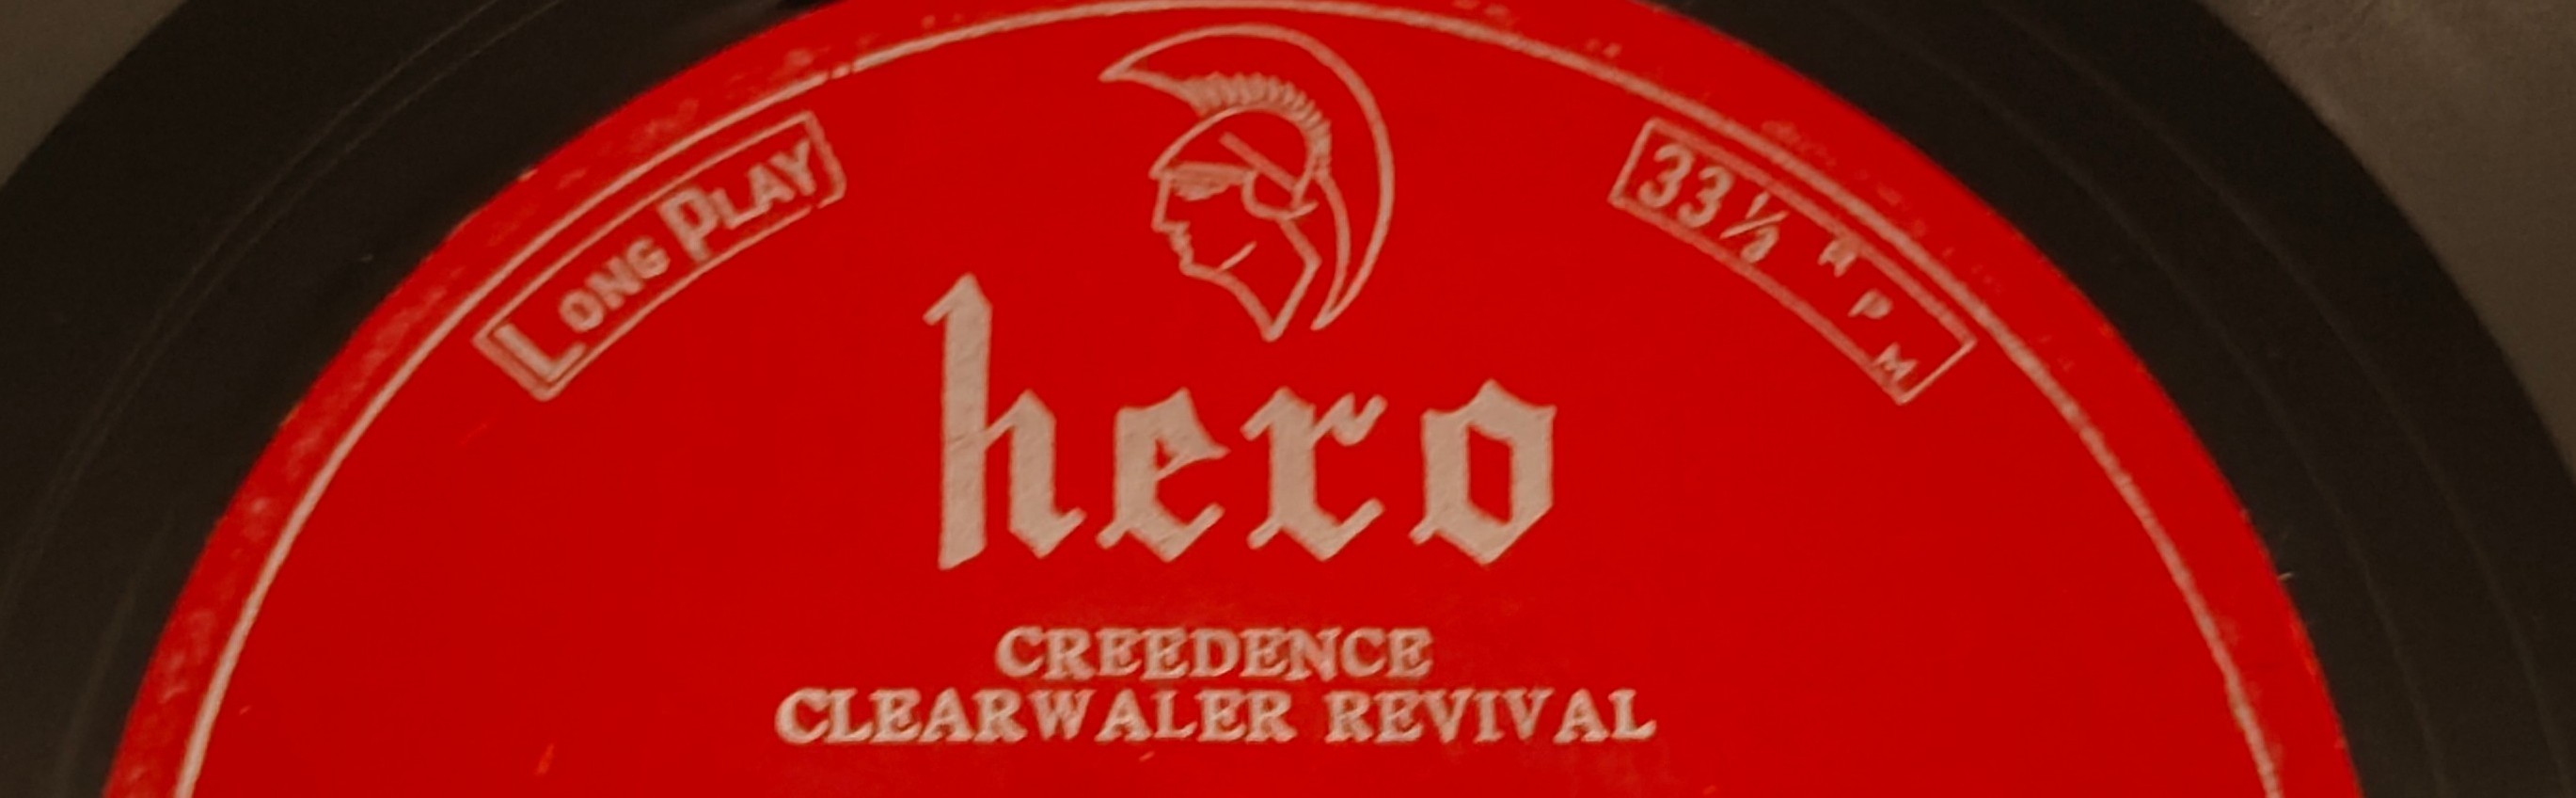 LONG PLAY
33⅓ RPM
hero
CREEDENCE
CLEARWALER REVIVAL